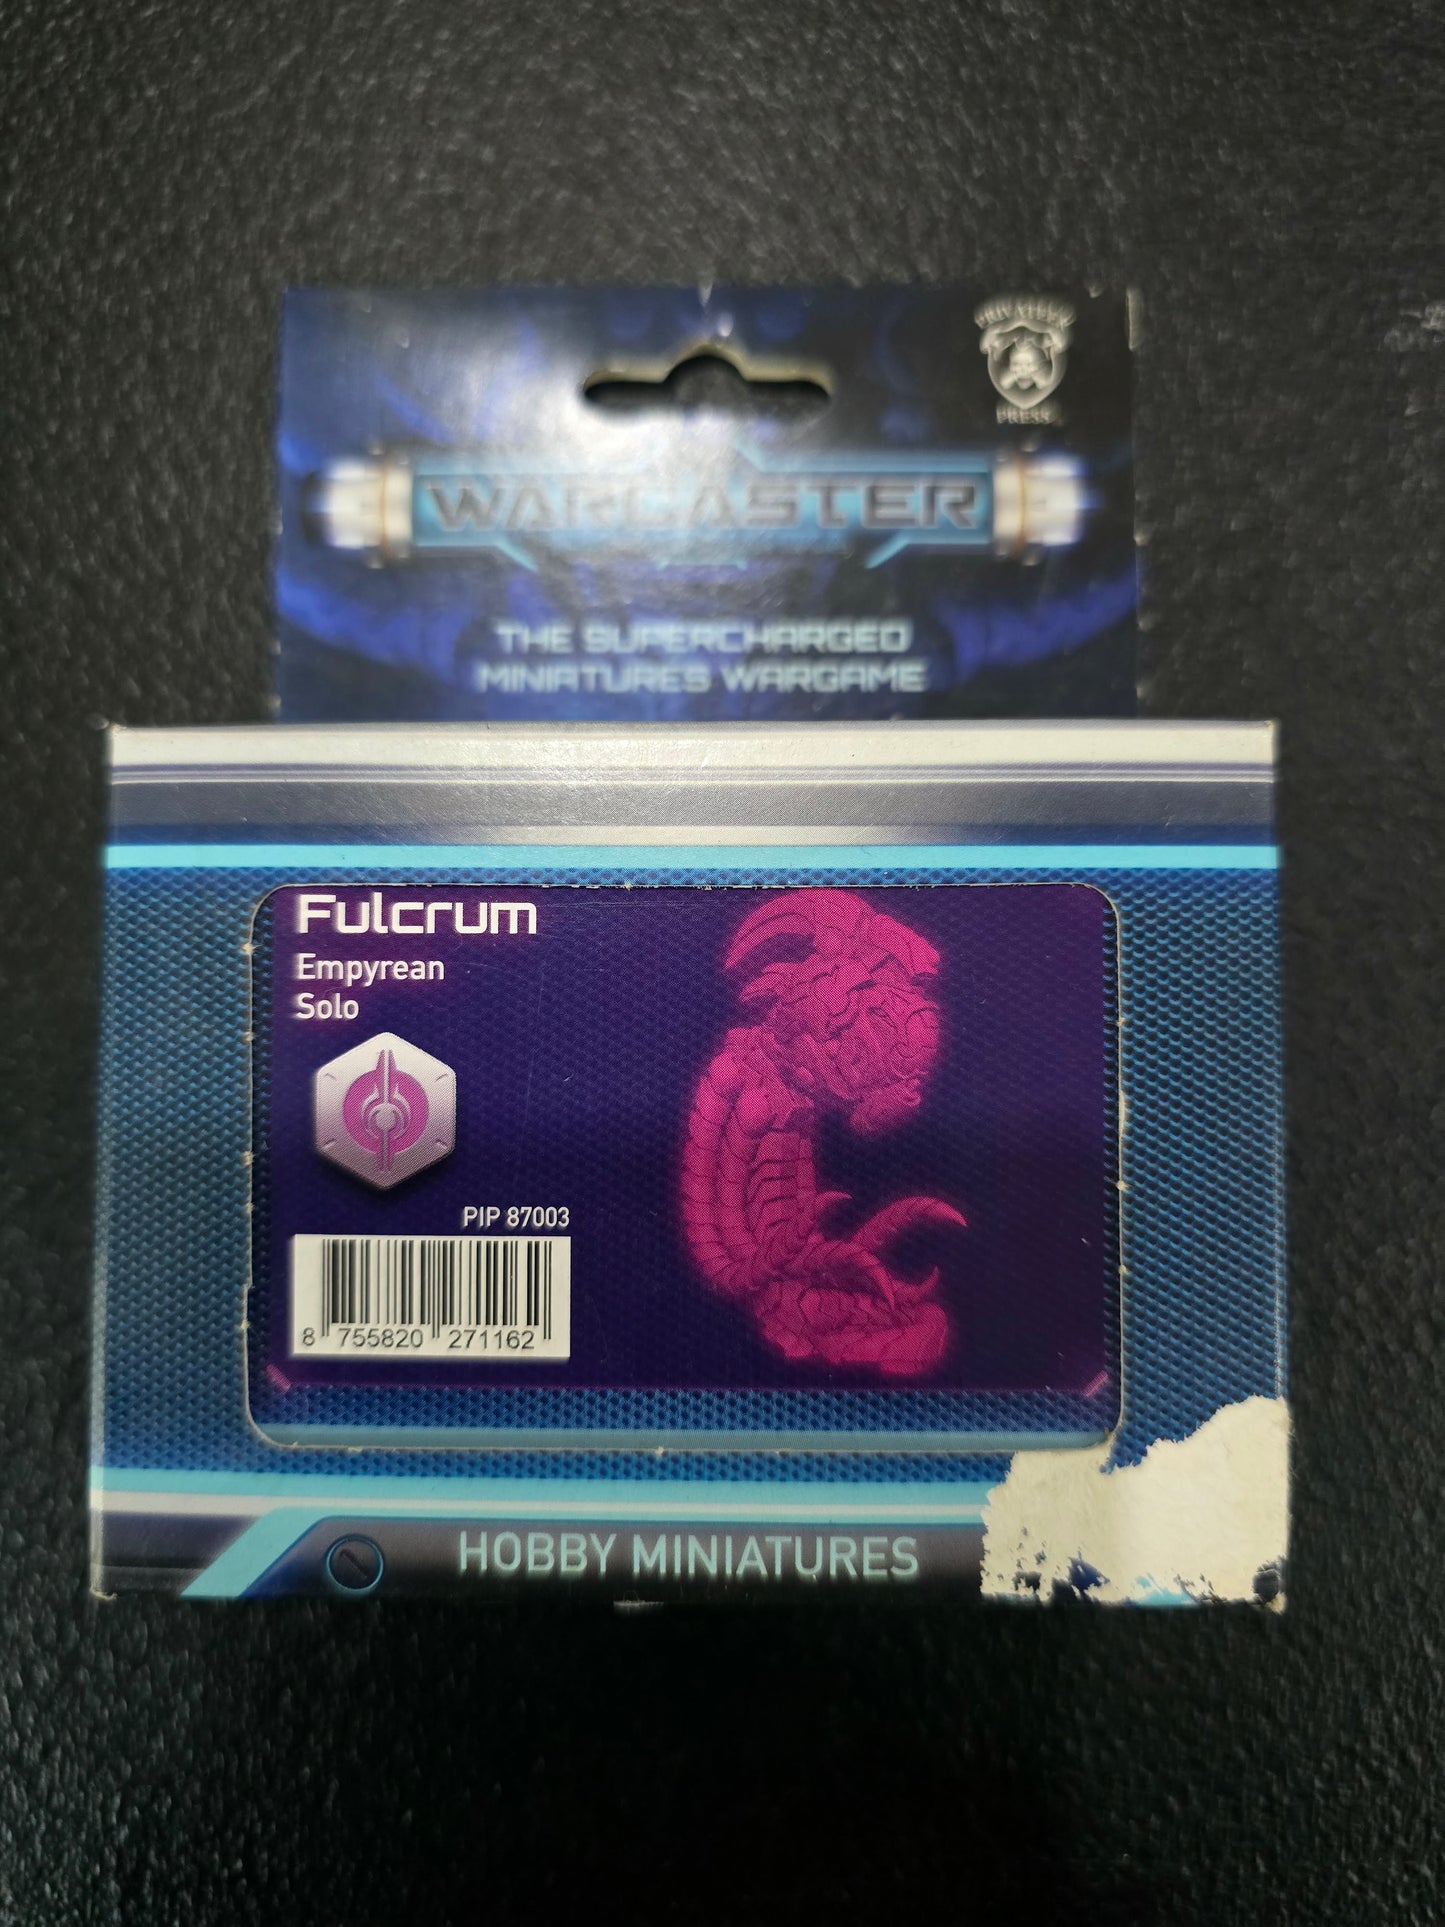 PRIVATEER
PRESS
WARCASTER
THE SUPERCHARGED
MINIATURES WARGAME
Fulcrum
Empyrean
Solo
PIP 87003
8 755820 271162
HOBBY MINIATURES